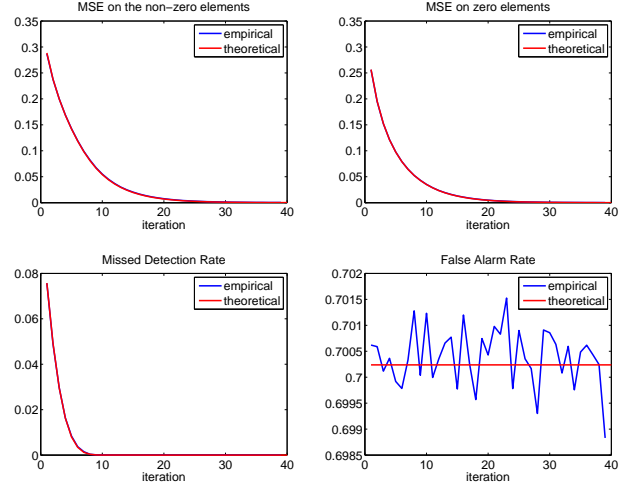 MSE on the non-zero elements
0.35
0.3
0.25
0.2
0.15
0.1
0.05
0
0 10 20 30 40
iteration
empirical
theoretical
MSE on zero elements
0.35
0.3
0.25
0.2
0.15
0.1
0.05
0
0 10 20 30 40
iteration
empirical
theoretical
Missed Detection Rate
0.08
0.06
0.04
0.02
0
0 10 20 30 40
iteration
empirical
theoretical
False Alarm Rate
0.702
0.7015
0.701
0.7005
0.7
0.6995
0.699
0.6985
0 10 20 30 40
iteration
empirical
theoretical